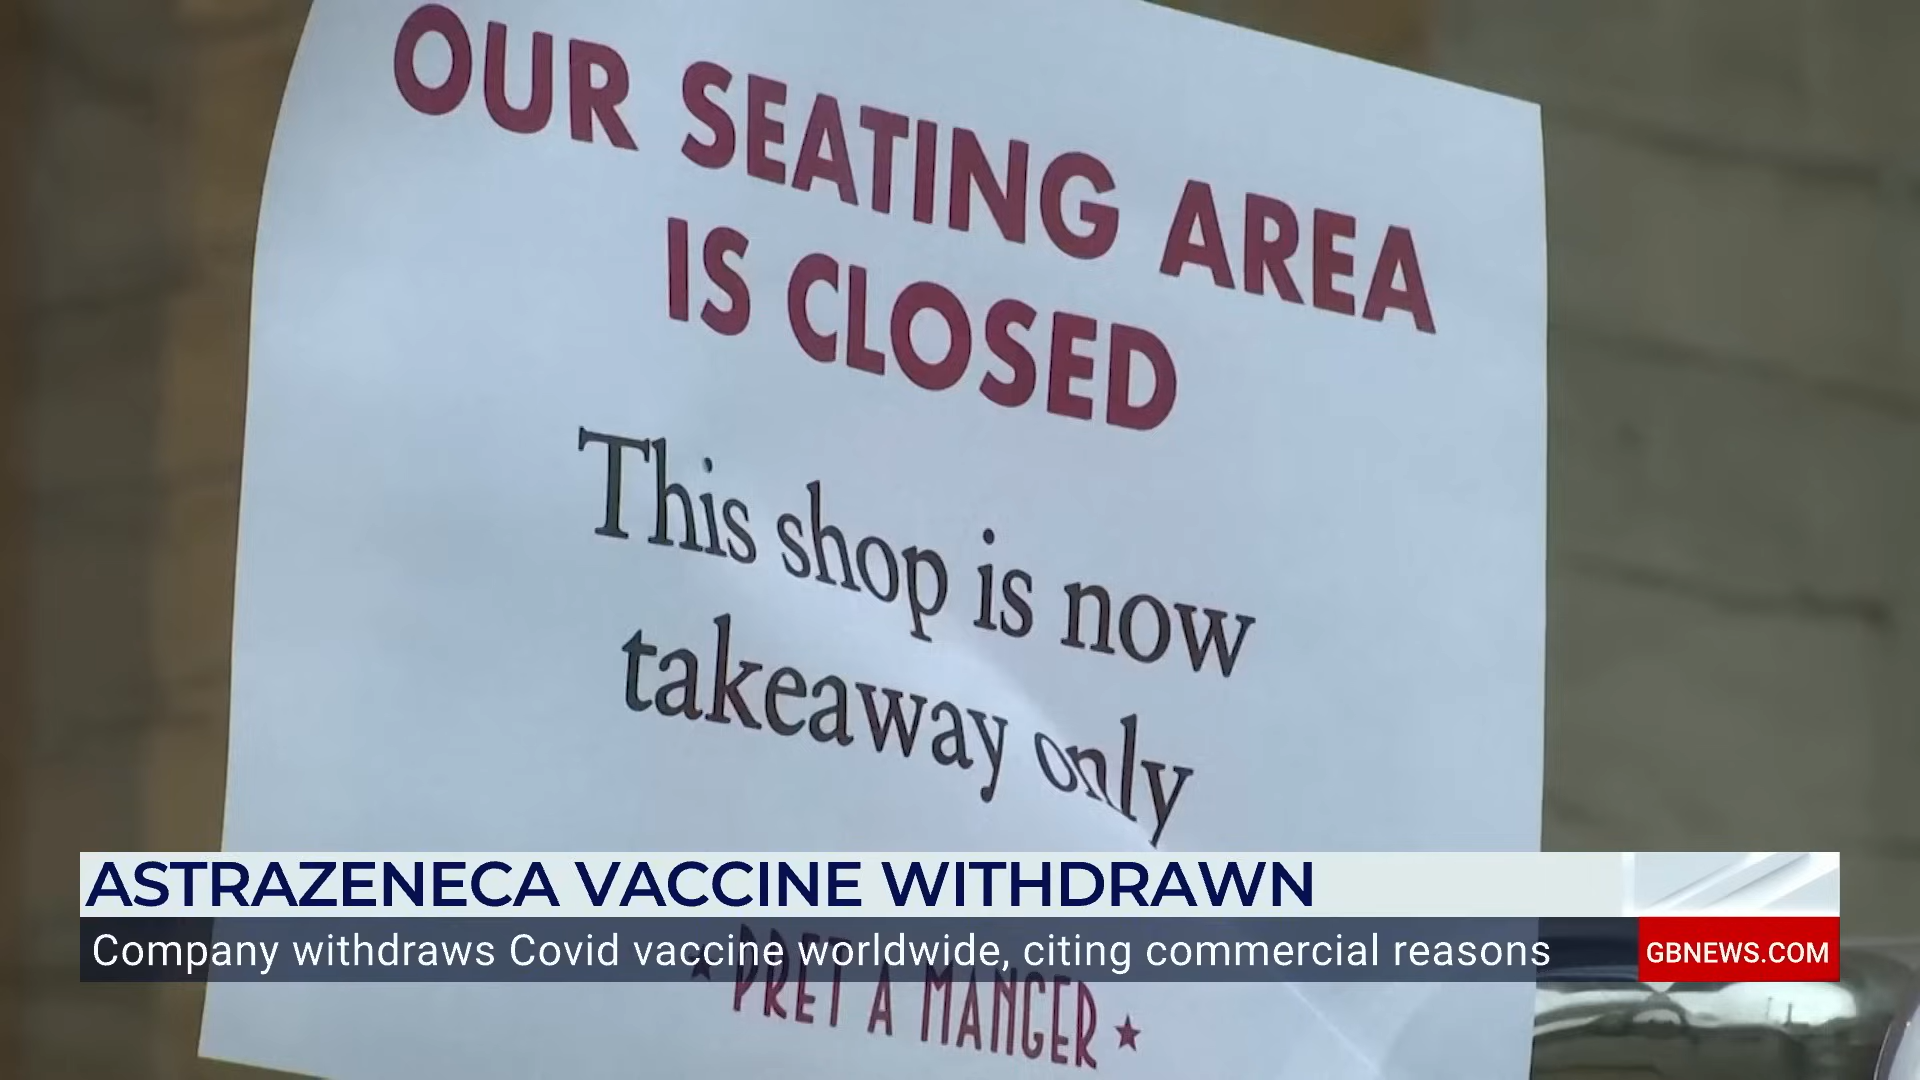 OUR SEATING AREA
IS CLOSED
This shop is now
takeaway only
ASTRAZENECA VACCINE WITHDRAWN
Company withdraws Covid vaccine worldwide, citing commercial reasons
GBNEWS.COM
★ PRET A MANGER ★